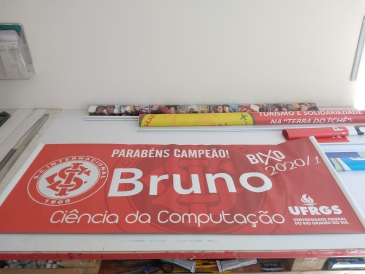 TURISMO E SOLIDARIEDADE
NA "TERRA DO TCHÊ"
PARABÉNS CAMPEÃO!
BIXO
2020/1
S.C. INTERNACIONAL
1909
Bruno
Ciência da Computação
UFRGS
UNIVERSIDADE FEDERAL
DO RIO GRANDE DO SUL